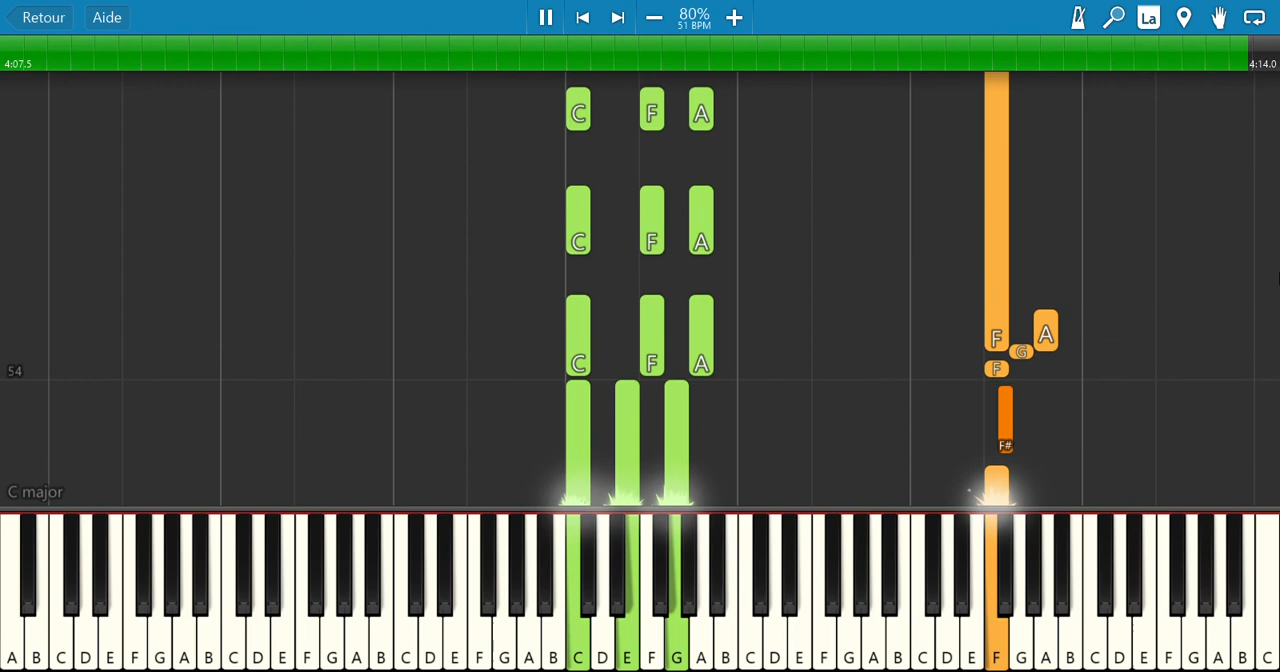 Retour Aide 80% La
51 BPM
4:07.5 4:14.0
C F A
C F A
F G A
C F A F
54
F#
C major
A B C D E F G A B C D E F G A B C D E F G A B C D E F G A B C D E F G A B C D E F G A B C D E F G A B C